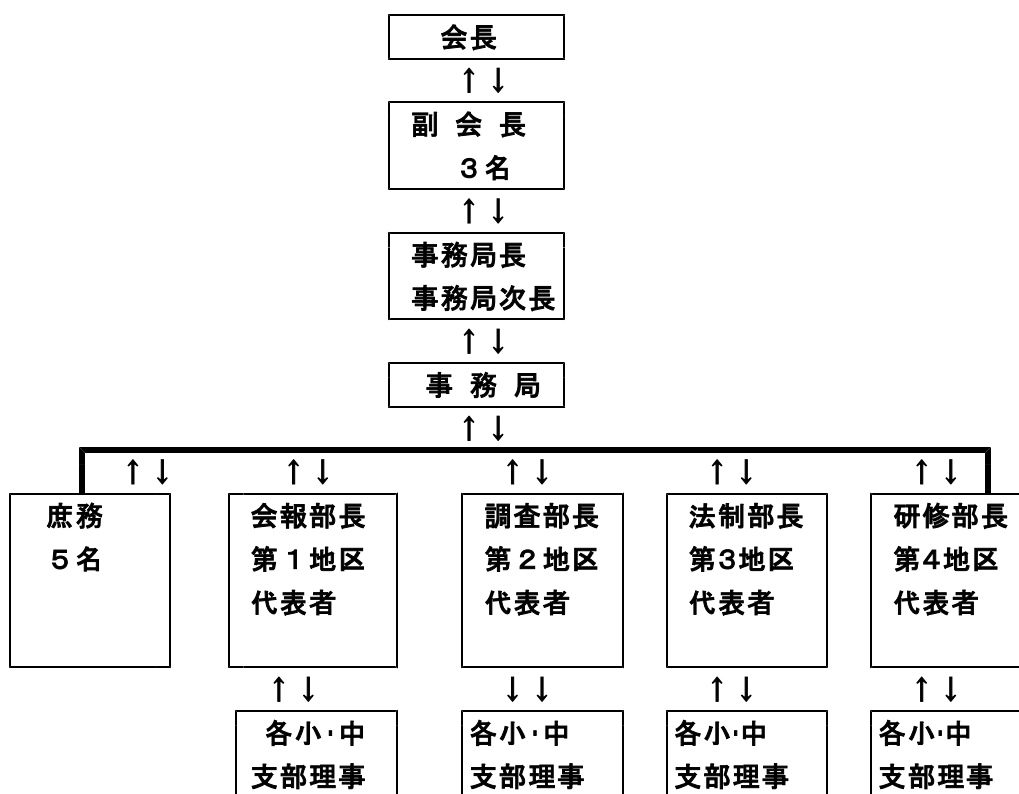 会長
↑ ↓
副 会 長
３名
↑ ↓
事務局長
事務局次長
↑ ↓
事 務 局
↑ ↓
↑ ↓ ↑ ↓ ↑ ↓ ↑ ↓ ↑ ↓
庶務
５名
会報部長
第１地区
代表者
調査部長
第２地区
代表者
法制部長
第3地区
代表者
研修部長
第4地区
代表者
↑ ↓ ↓ ↓ ↑ ↓ ↑ ↓
各小・中
支部理事
各小・中
支部理事
各小・中
支部理事
各小・中
支部理事